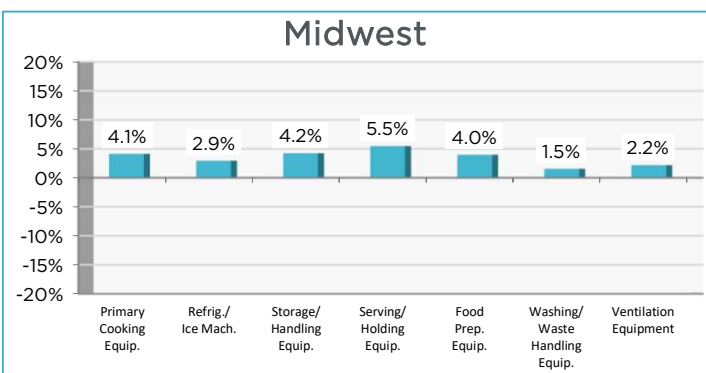 Midwest
20%
15%
10%
5%
0%
-5%
-10%
-15%
-20%
4.1%
2.9%
4.2%
5.5%
4.0%
1.5%
2.2%
Primary
Cooking
Equip.
Refrig./
Ice Mach.
Storage/
Handling
Equip.
Serving/
Holding
Equip.
Food
Prep.
Equip.
Washing/
Waste
Handling
Equip.
Ventilation
Equipment